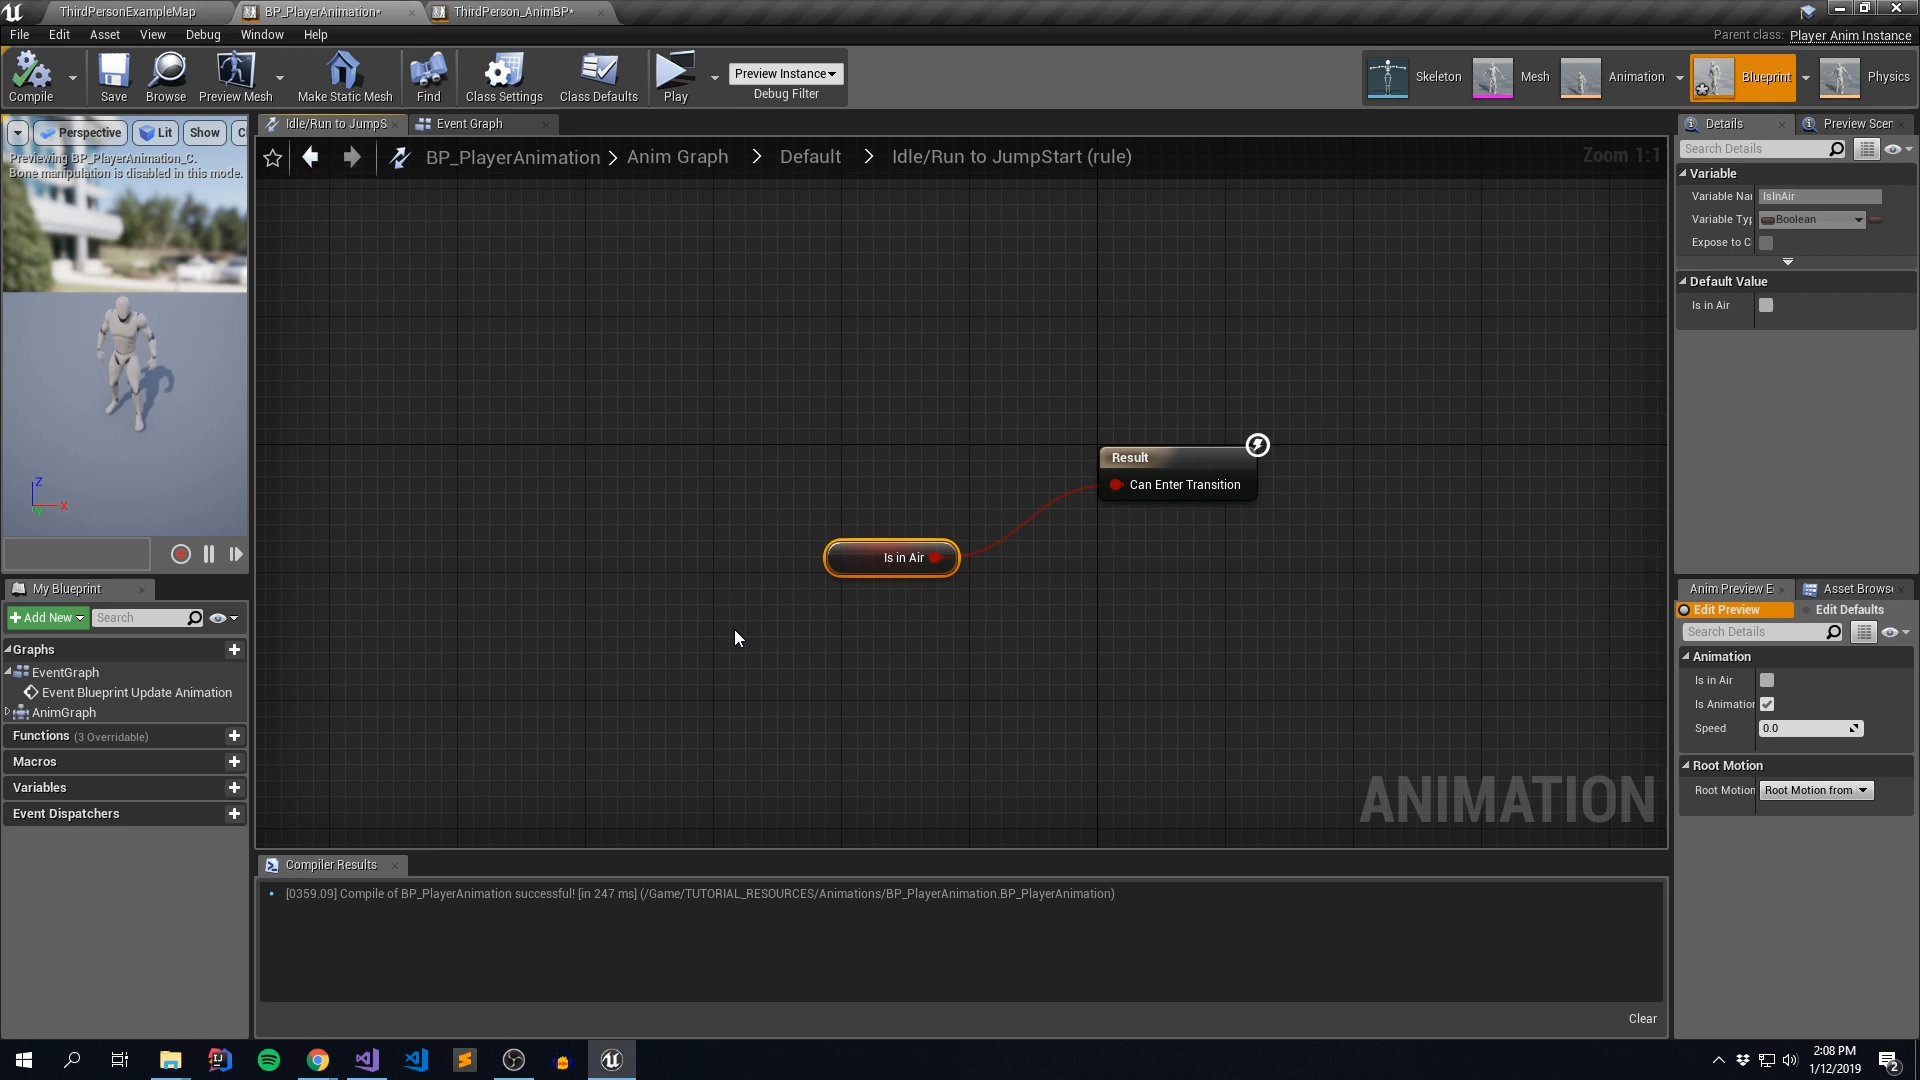 ThirdPersonExampleMap
BP_PlayerAnimation*
ThirdPerson_AnimBP*
File Edit Asset View Debug Window Help
Parent class: Player Anim Instance
Compile
Save
Browse
Preview Mesh
Make Static Mesh
Find
Class Settings
Class Defaults
Play
Preview Instance
Debug Filter
Skeleton
Mesh
Animation
Blueprint
Physics
Perspective
Lit
Show
C
Previewing BP_PlayerAnimation_C.
Bone manipulation is disabled in this mode.
Z
X
Y
Idle/Run to JumpS
Event Graph
BP_PlayerAnimation > Anim Graph > Default > Idle/Run to JumpStart (rule)
Zoom 1:1
Result
Can Enter Transition
Is in Air
ANIMATION
My Blueprint
Add New
Search
Graphs
EventGraph
Event Blueprint Update Animation
AnimGraph
Functions (3 Overridable)
Macros
Variables
Event Dispatchers
Compiler Results
[0359.09] Compile of BP_PlayerAnimation successful! [in 247 ms] (/Game/TUTORIAL_RESOURCES/Animations/BP_PlayerAnimation.BP_PlayerAnimation)
Clear
Details
Preview Scen
Search Details
Variable
Variable Nar IsInAir
Variable Typ Boolean
Expose to C
Default Value
Is in Air
Anim Preview E
Asset Browse
Edit Preview
Edit Defaults
Search Details
Animation
Is in Air
Is Animation
Speed 0.0
Root Motion
Root Motion Root Motion from
2:08 PM
1/12/2019
2